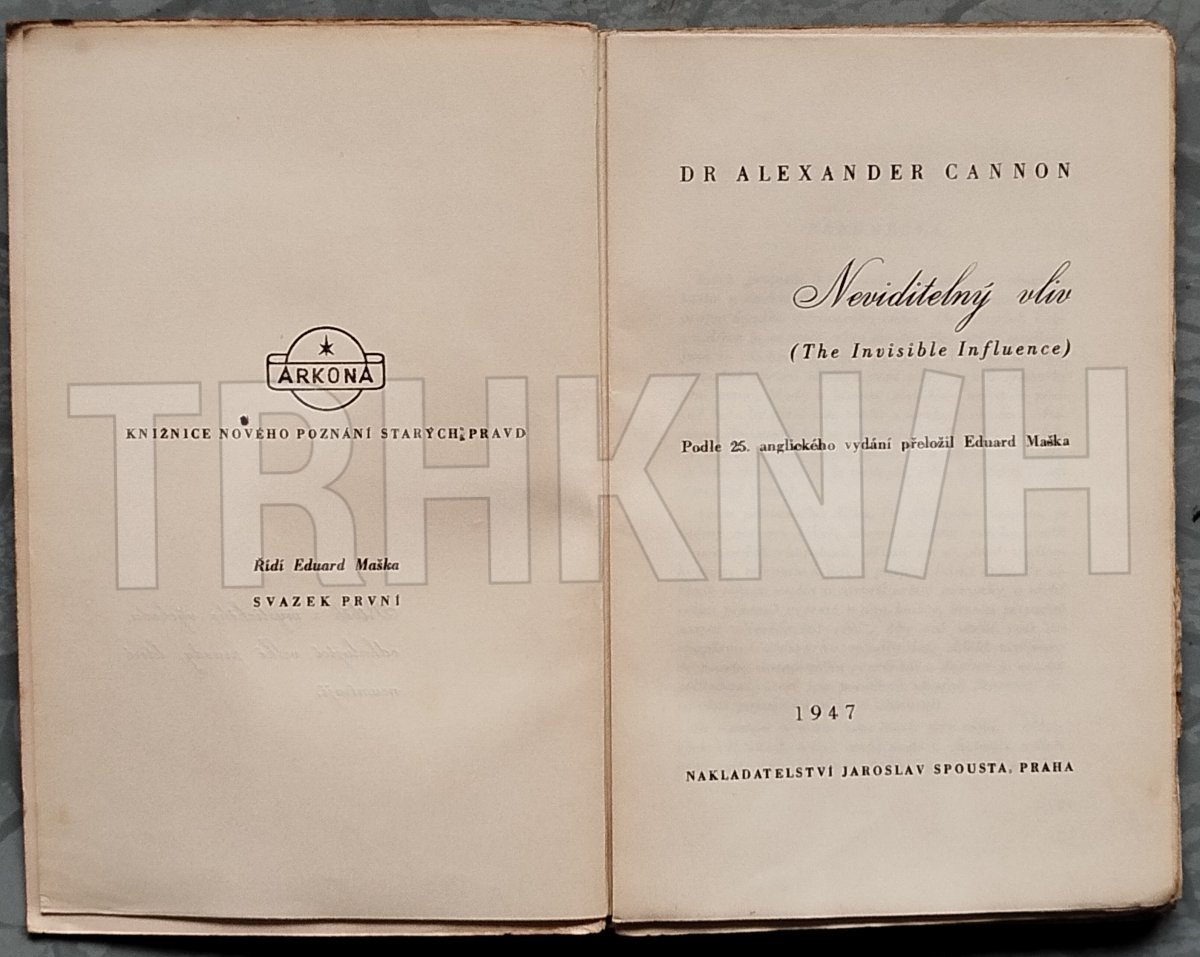 ARKONA
KNIŽNICE NOVÉHO POZNÁNÍ STARÝCH PRAVD
Řídí Eduard Maška
SVAZEK PRVNÍ
DR ALEXANDER CANNON
Neviditelný vliv
(The Invisible Influence)
Podle 25. anglického vydání přeložil Eduard Maška
1947
NAKLADATELSTVÍ JAROSLAV SPOUSTA, PRAHA
TRHKN/H